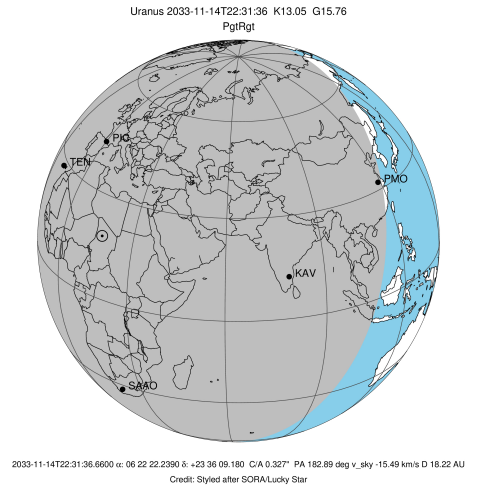 Uranus 2033-11-14T22:31:36 K13.05 G15.76
PgtRgt
PIC
TEN
PMO
KAV
SAAO
2033-11-14T22:31:36.6600 α: 06 22 22.2390 δ: +23 36 09.180 C/A 0.327" PA 182.89 deg v_sky -15.49 km/s D 18.22 AU
Credit: Styled after SORA/Lucky Star